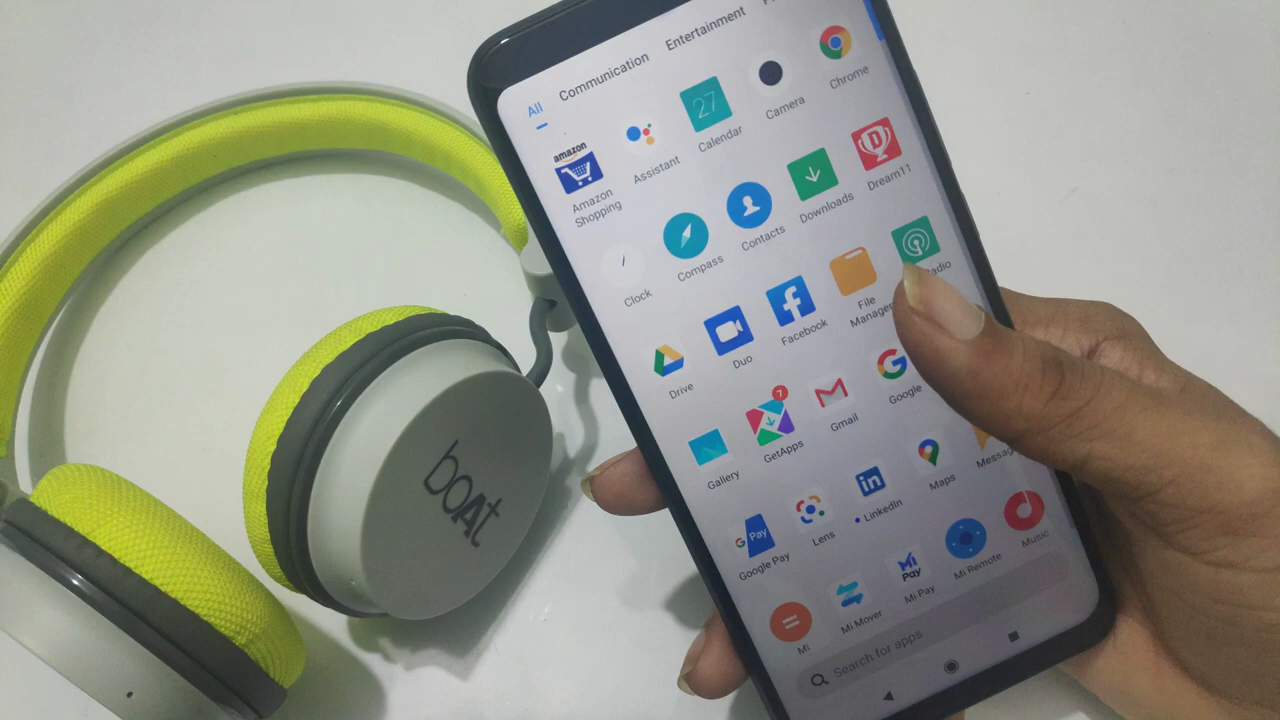 All Communication Entertainment
amazon
27
Amazon
Shopping
Assistant
Calendar
Camera
Chrome
D
Clock
Compass
Contacts
Downloads
Dream11
Drive
Duo
f
Facebook
File
Manager
7
Gallery
GetApps
Gmail
G
Google
G Pay
Google Pay
Lens
in
LinkedIn
Maps
Mi
Mi Mover
Mi
Pay
Mi Pay
Mi Remote
Music
Search for apps
boAt